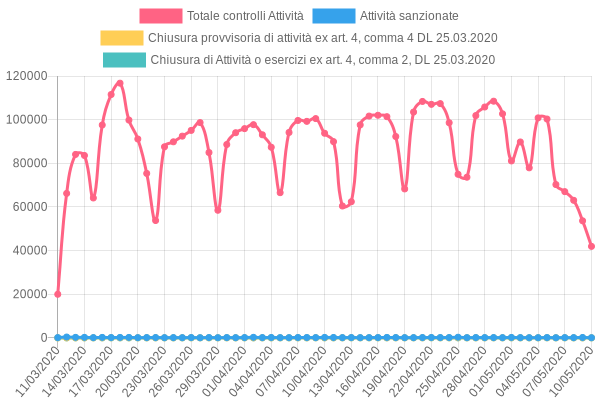 Totale controlli Attività Attività sanzionate
Chiusura provvisoria di attività ex art. 4, comma 4 DL 25.03.2020
Chiusura di Attività o esercizi ex art. 4, comma 2, DL 25.03.2020
120000
100000
80000
60000
40000
20000
0
11/03/2020 14/03/2020 17/03/2020 20/03/2020 23/03/2020 26/03/2020 29/03/2020 01/04/2020 04/04/2020 07/04/2020 10/04/2020 13/04/2020 16/04/2020 19/04/2020 22/04/2020 25/04/2020 28/04/2020 01/05/2020 04/05/2020 07/05/2020 10/05/2020